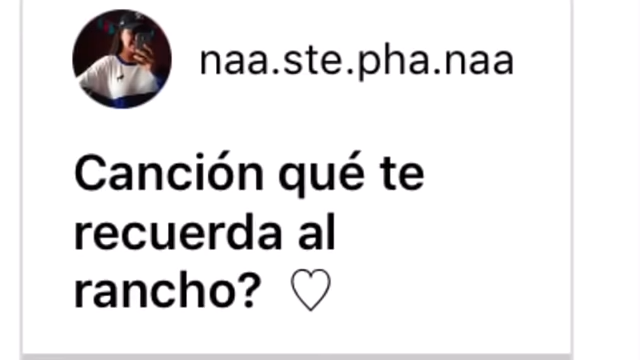 naa.ste.pha.naa
Canción qué te
recuerda al
rancho? ♡